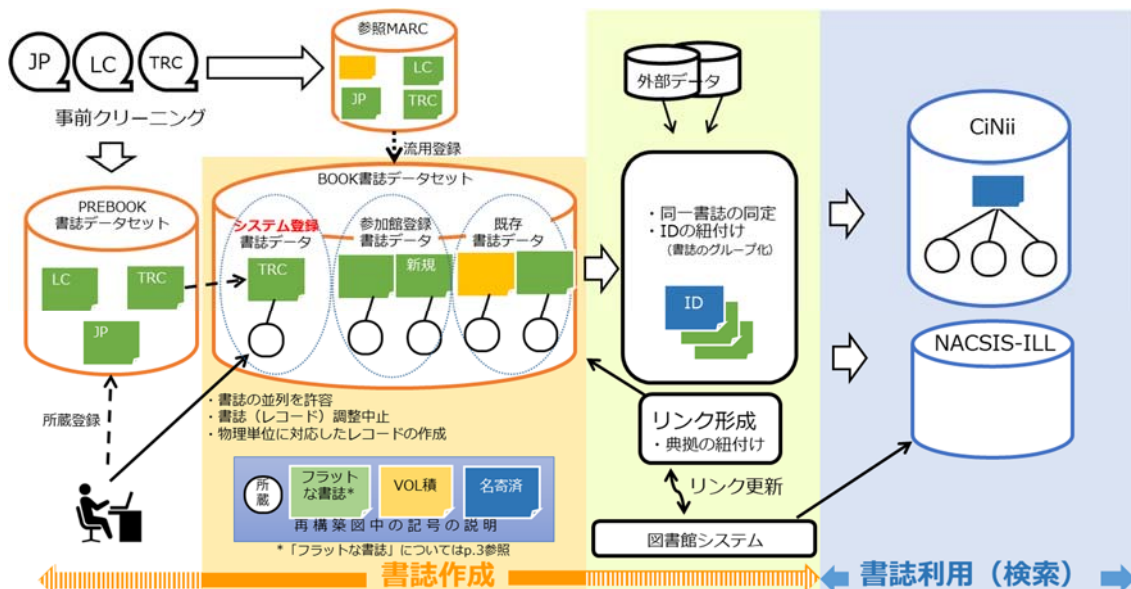 JP
LC
TRC
事前クリーニング
参照MARC
LC
JP
TRC
流用登録
PREBOOK
書誌データセット
LC
TRC
JP
所蔵登録
BOOK書誌データセット
システム登録
書誌データ
TRC
参加館登録
書誌データ
新規
既存
書誌データ
・書誌の並列を許容
・書誌（レコード）調整中止
・物理単位に対応したレコードの作成
所蔵
フラット
な書誌*
VOL積
名寄済
再構築図中の記号の説明
*「フラットな書誌」についてはp.3参照
外部データ
・同一書誌の同定
・IDの紐付け
（書誌のグループ化）
ID
リンク形成
・典拠の紐付け
リンク更新
図書館システム
CiNii
NACSIS-ILL
書誌作成
書誌利用（検索）